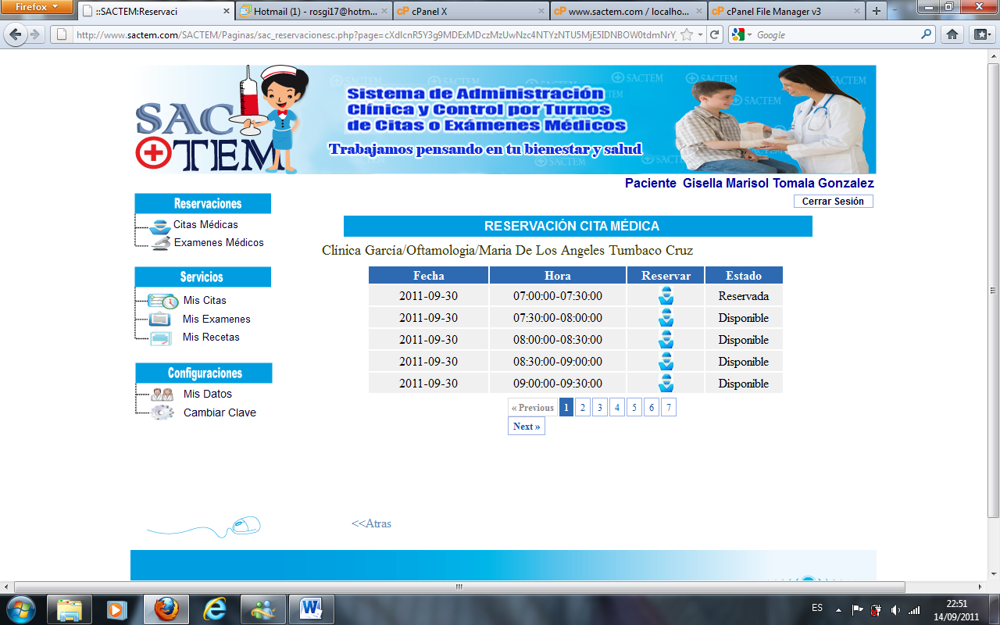 Firefox
::SACTEM:Reservaci
Hotmail (1) - rosgi17@hotm...
cPanel X
www.sactem.com / localho...
cPanel File Manager v3
http://www.sactem.com/SACTEM/Paginas/sac_reservacionesc.php?page=
Google
SACTEM
Sistema de Administración
Clínica y Control por Turnos
de Citas o Exámenes Médicos
Trabajamos pensando en tu bienestar y salud
Paciente Gisella Marisol Tomala Gonzalez
Cerrar Sesión
Reservaciones
Citas Médicas
Examenes Médicos
Servicios
Mis Citas
Mis Examenes
Mis Recetas
Configuraciones
Mis Datos
Cambiar Clave
RESERVACIÓN CITA MÉDICA
Clínica García/Oftamologia/Maria De Los Angeles Tumbaco Cruz
Fecha Hora Reservar Estado
2011-09-30 07:00:00-07:30:00 Reservada
2011-09-30 07:30:00-08:00:00 Disponible
2011-09-30 08:00:00-08:30:00 Disponible
2011-09-30 08:30:00-09:00:00 Disponible
2011-09-30 09:00:00-09:30:00 Disponible
« Previous 1 2 3 4 5 6 7
Next »
<<Atras
ES
22:51
14/09/2011